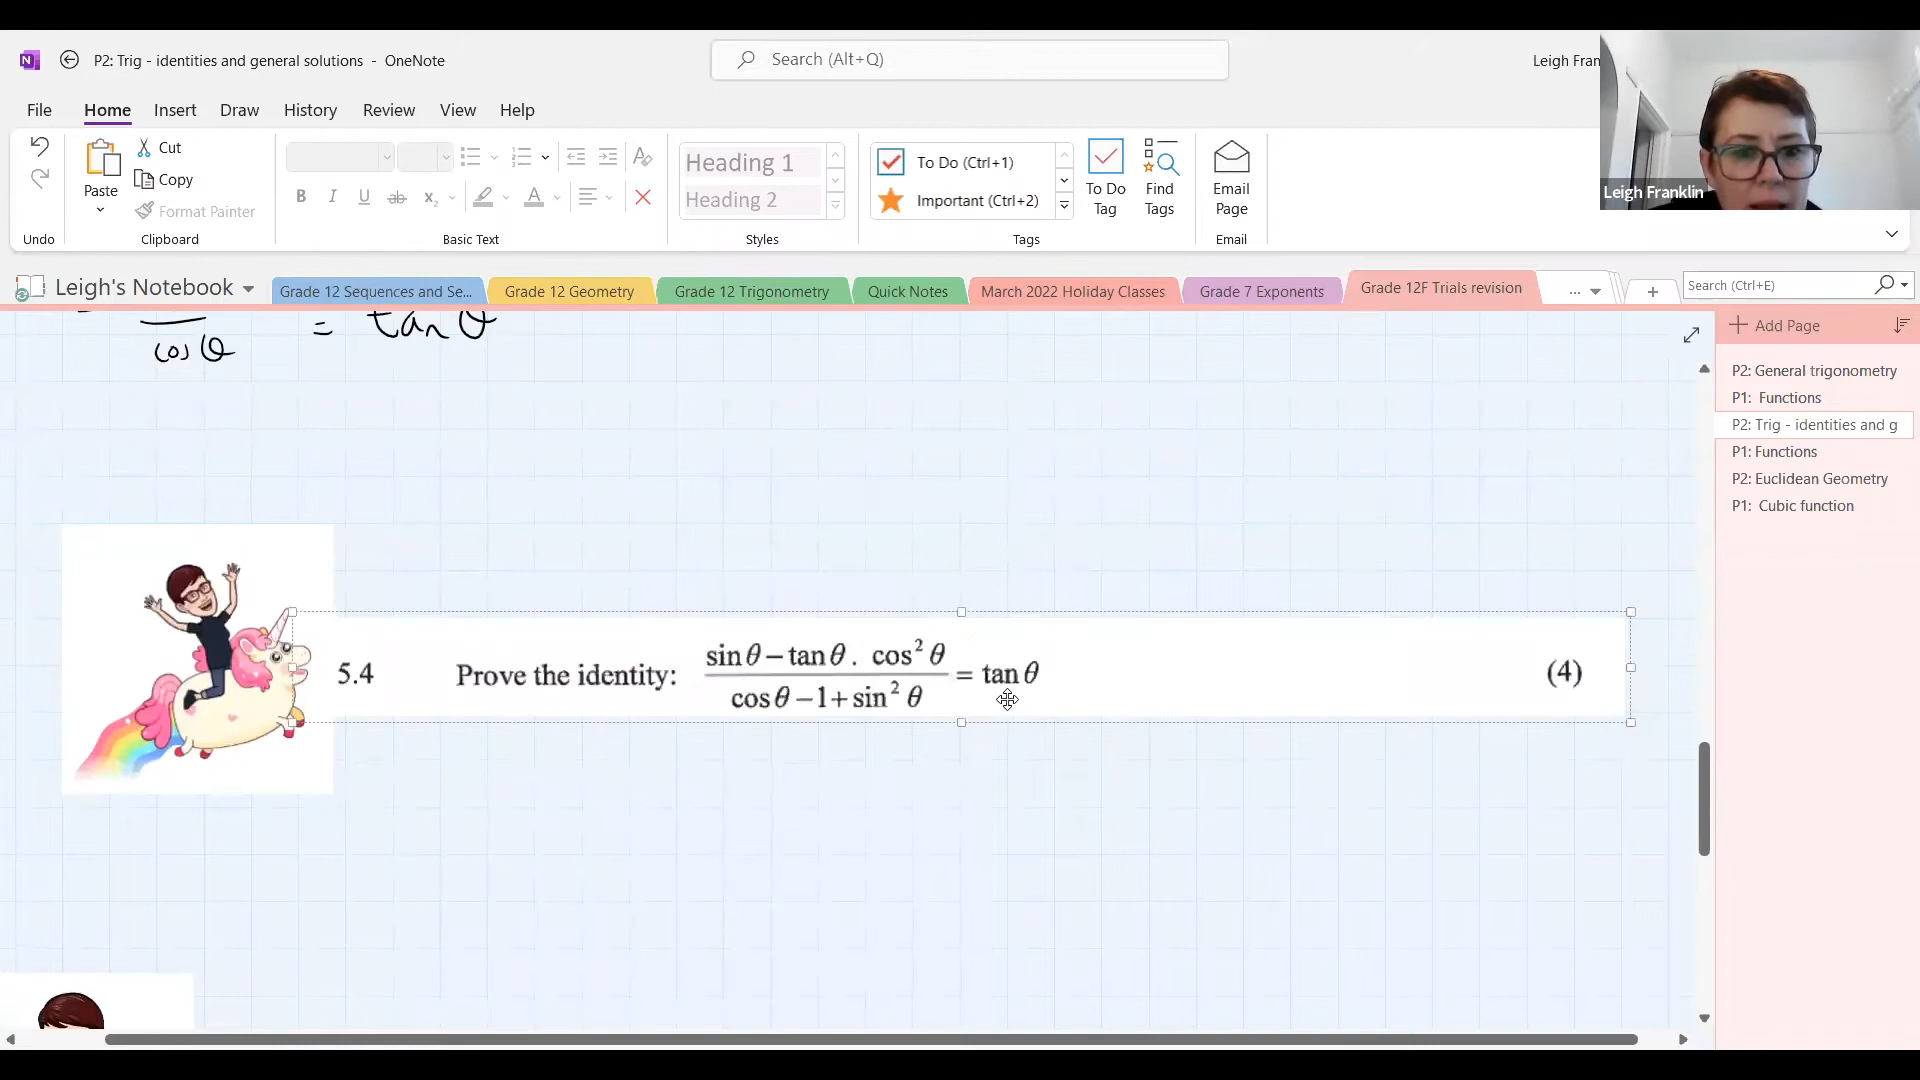 P2: Trig - identities and general solutions - OneNote
Search (Alt+Q)
Leigh Fran
File Home Insert Draw History Review View Help
Undo
Paste
Cut
Copy
Format Painter
Clipboard
Basic Text
Heading 1
Heading 2
Styles
To Do (Ctrl+1)
Important (Ctrl+2)
Tags
To Do Tag
Find Tags
Email Page
Email
Leigh Franklin
Leigh's Notebook
Grade 12 Sequences and Se...
Grade 12 Geometry
Grade 12 Trigonometry
Quick Notes
March 2022 Holiday Classes
Grade 7 Exponents
Grade 12F Trials revision
...
Search (Ctrl+E)
Add Page
P2: General trigonometry
P1: Functions
P2: Trig - identities and g
P1: Functions
P2: Euclidean Geometry
P1: Cubic function
cos θ = tan θ
5.4 Prove the identity: (sin θ − tan θ . cos² θ) / (cos θ − 1 + sin² θ) = tan θ (4)